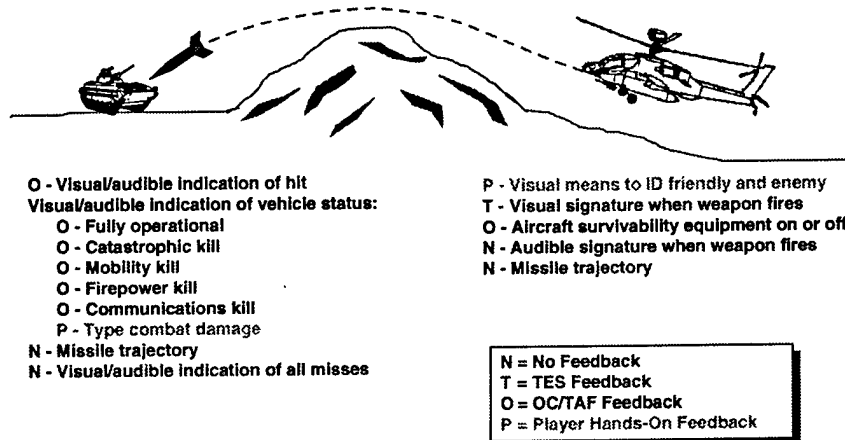 O - Visual/audible indication of hit
Visual/audible indication of vehicle status:
O - Fully operational
O - Catastrophic kill
O - Mobility kill
O - Firepower kill
O - Communications kill
P - Type combat damage
N - Missile trajectory
N - Visual/audible indication of all misses
P - Visual means to ID friendly and enemy
T - Visual signature when weapon fires
O - Aircraft survivability equipment on or off
N - Audible signature when weapon fires
N - Missile trajectory
N = No Feedback
T = TES Feedback
O = OC/TAF Feedback
P = Player Hands-On Feedback